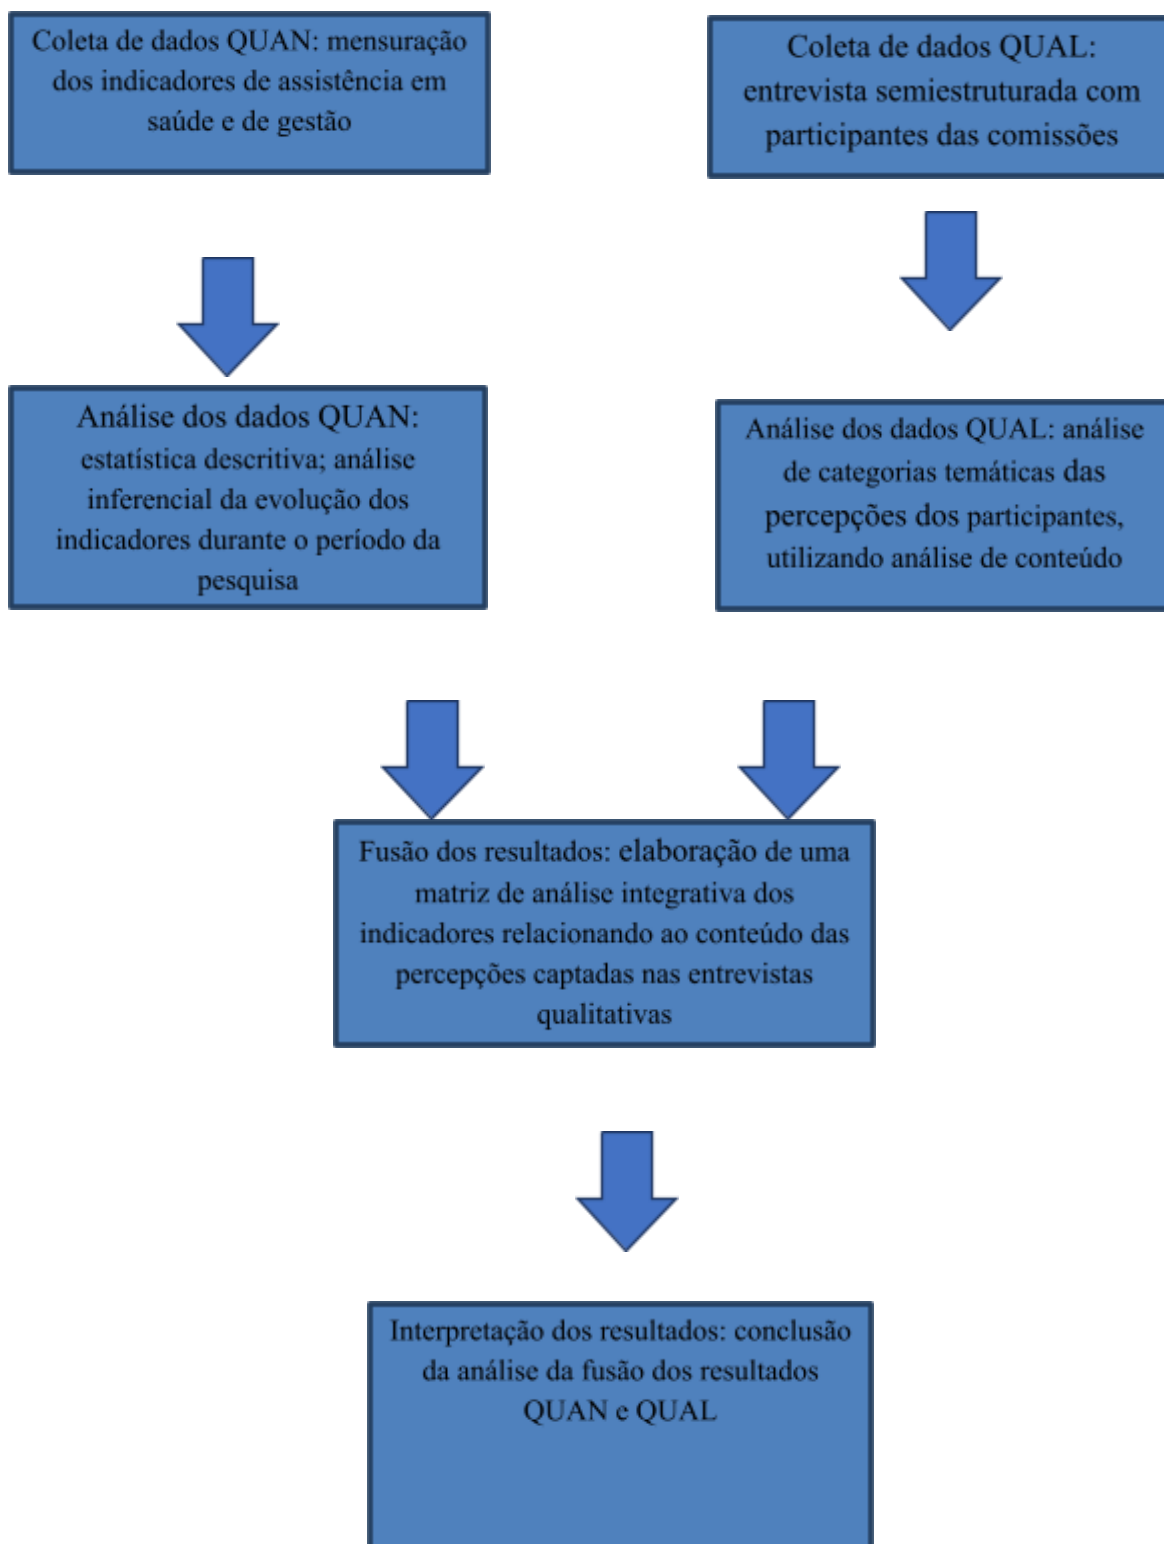 Coleta de dados QUAN: mensuração
dos indicadores de assistência em
saúde e de gestão
Coleta de dados QUAL:
entrevista semiestruturada com
participantes das comissões
Análise dos dados QUAN:
estatística descritiva; análise
inferencial da evolução dos
indicadores durante o período da
pesquisa
Análise dos dados QUAL: análise
de categorias temáticas das
percepções dos participantes,
utilizando análise de conteúdo
Fusão dos resultados: elaboração de uma
matriz de análise integrativa dos
indicadores relacionando ao conteúdo das
percepções captadas nas entrevistas
qualitativas
Interpretação dos resultados: conclusão
da análise da fusão dos resultados
QUAN e QUAL